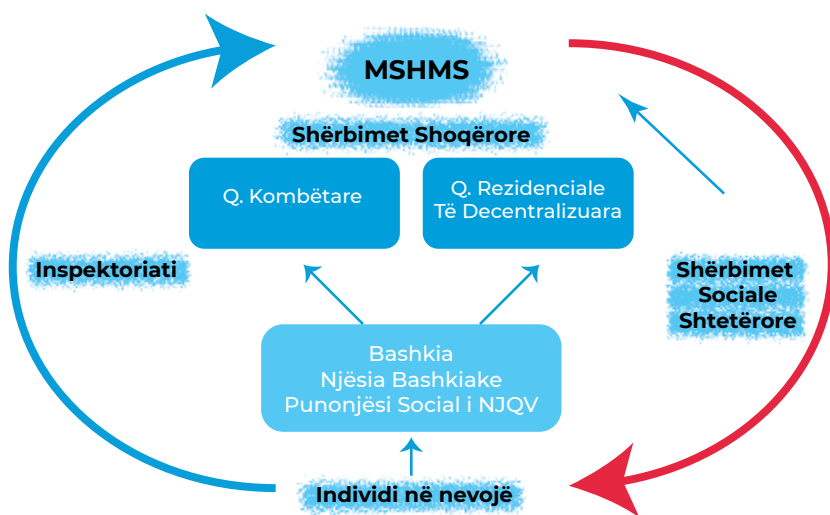 MSHMS
Shërbimet Shoqërore
Q. Kombëtare
Q. Rezidenciale
Të Decentralizuara
Inspektoriati
Shërbimet
Sociale
Shtetërore
Bashkia
Njësia Bashkiake
Punonjësi Social i NJQV
Individi në nevojë